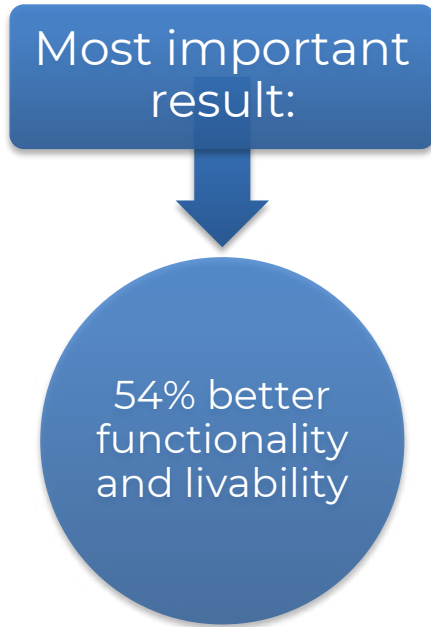 Most important
result:
54% better
functionality
and livability